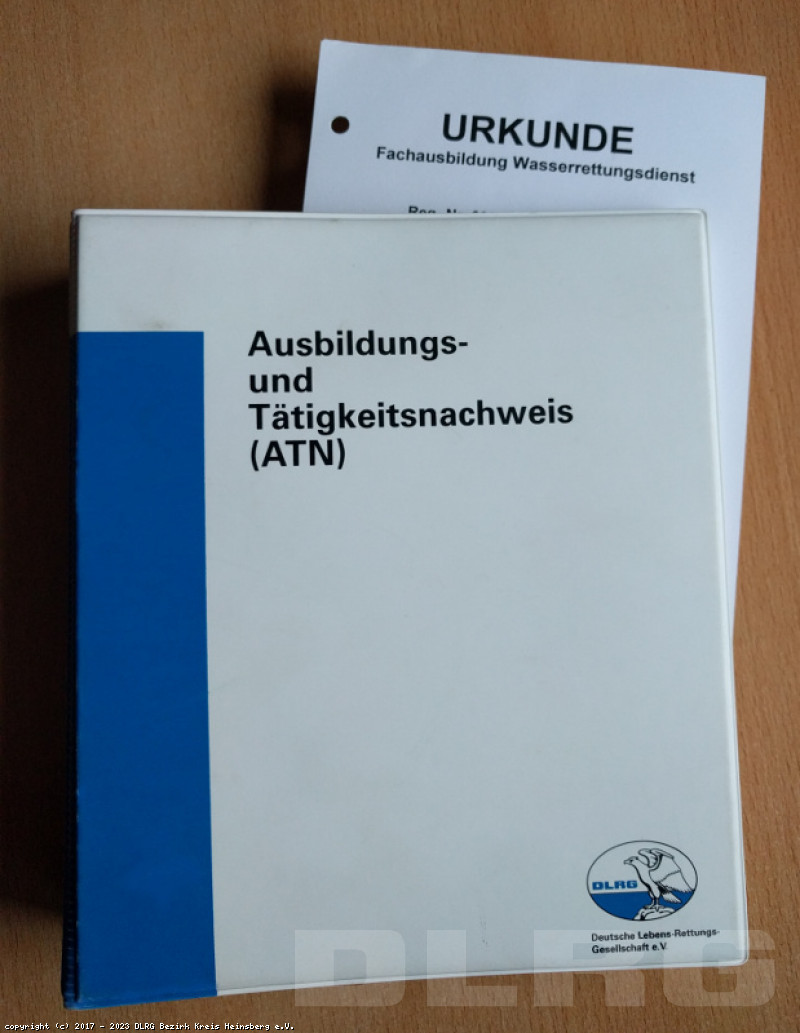 URKUNDE
Fachausbildung Wasserrettungsdienst
Ausbildungs-
und
Tätigkeitsnachweis
(ATN)
DLRG
Deutsche Lebens-Rettungs-
Gesellschaft e.V.
DLRG
copyright (c) 2017 - 2023 DLRG Bezirk Kreis Heinsberg e.V.